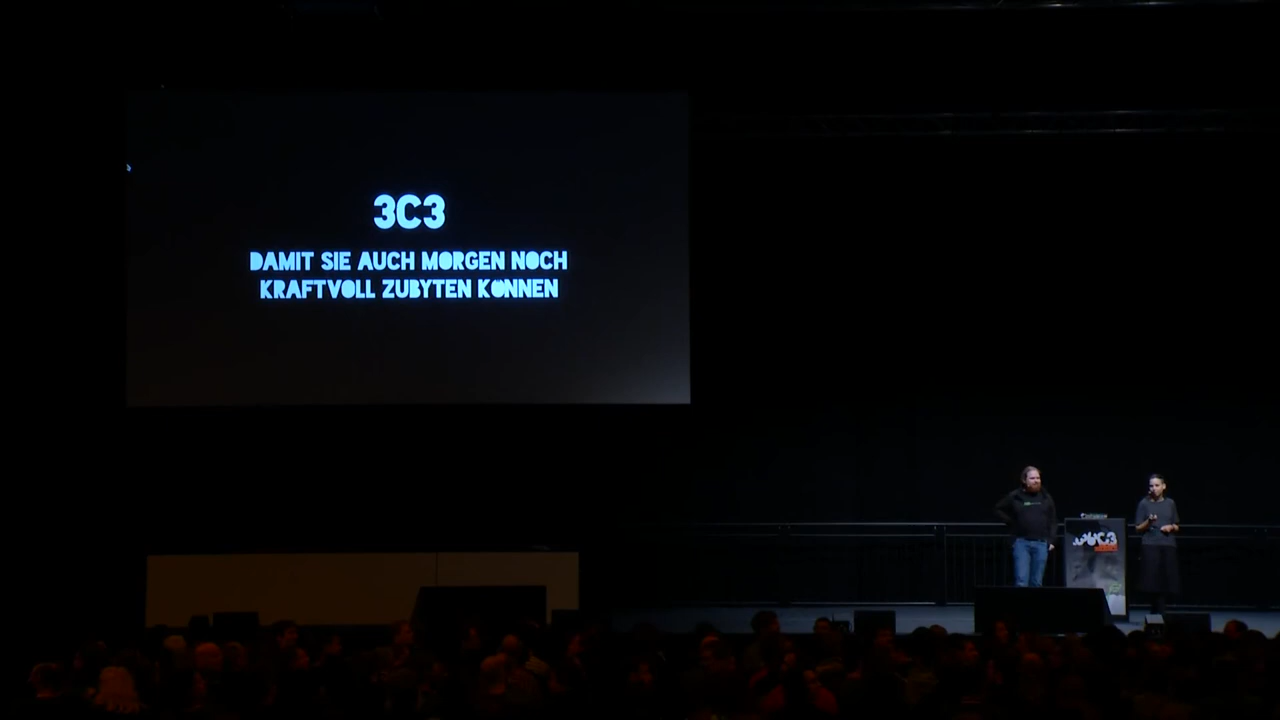 3C3
DAMIT SIE AUCH MORGEN NOCH
KRAFTVOLL ZUBYTEN KÖNNEN